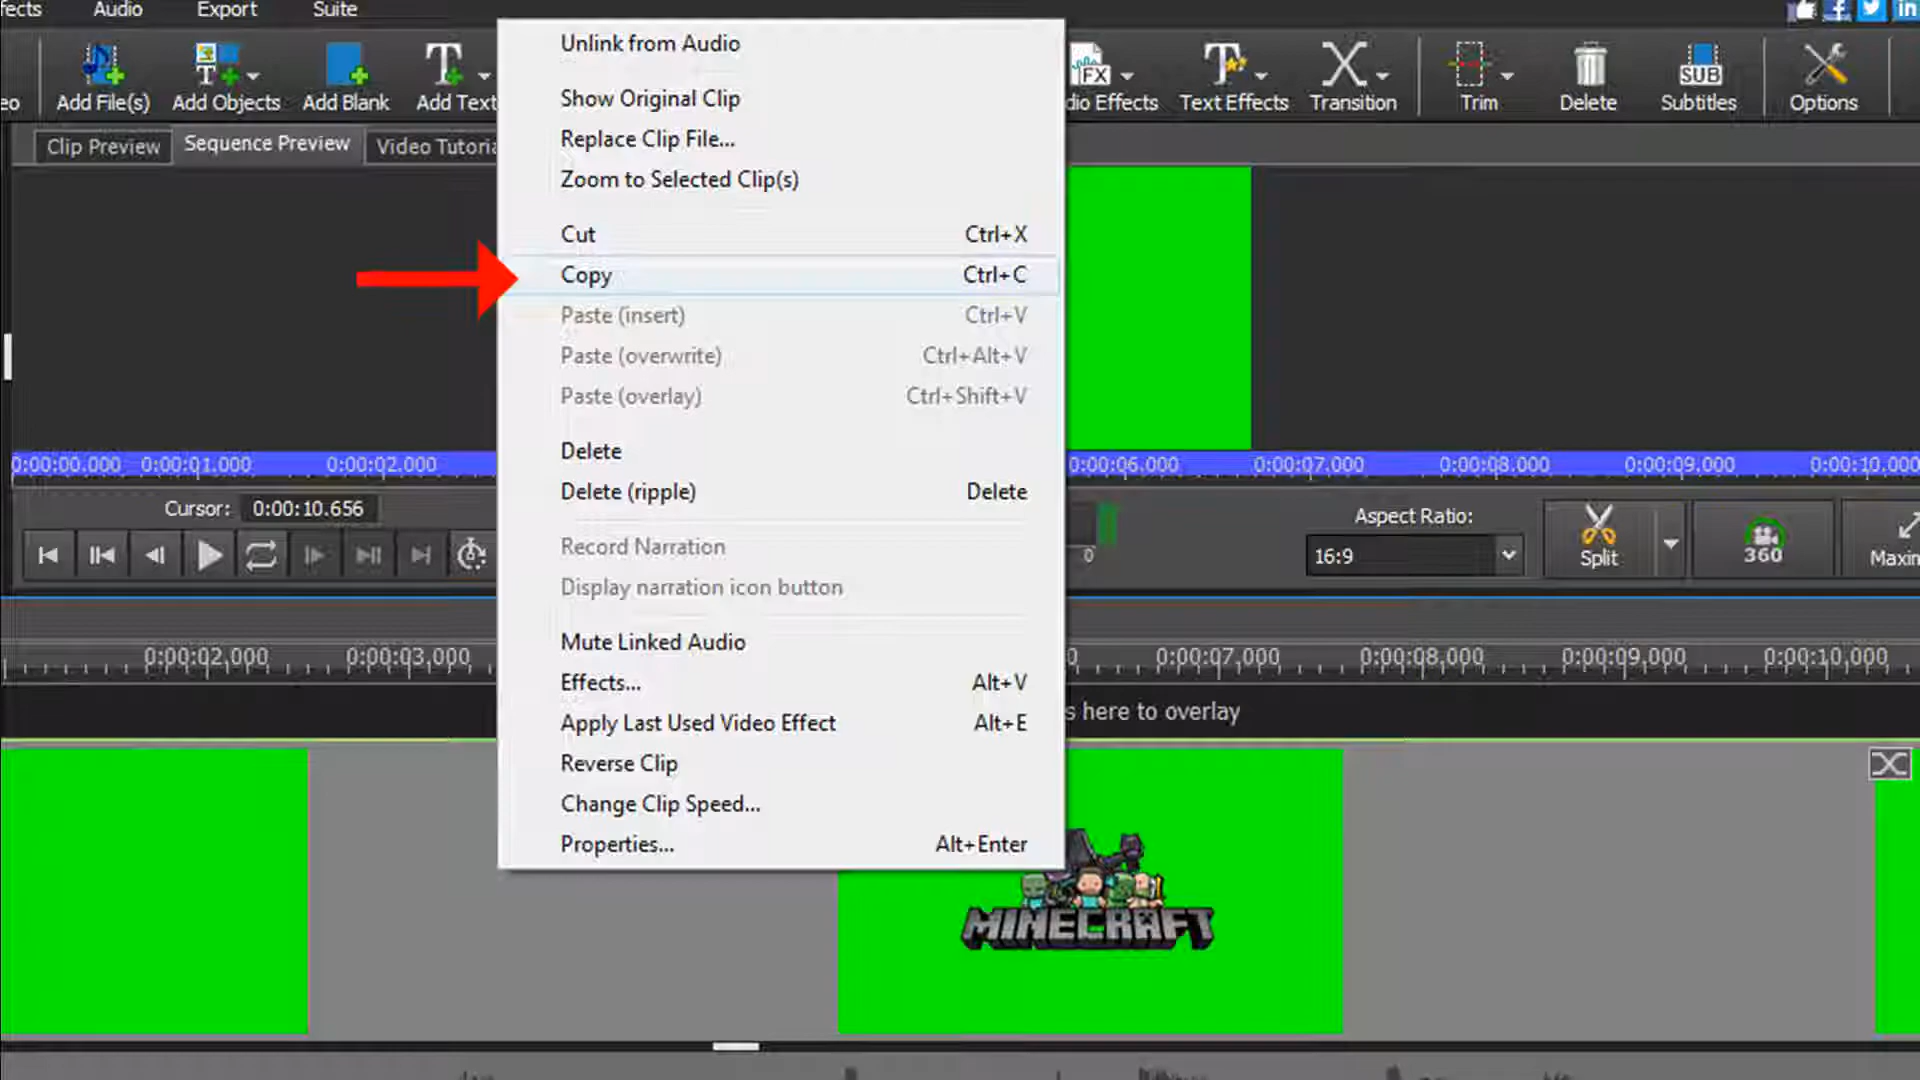 Audio Export Suite
Add File(s) Add Objects Add Blank Add Text
FX Text Effects Transition Trim Delete SUB Subtitles Options
Clip Preview Sequence Preview
Unlink from Audio
Show Original Clip
Replace Clip File...
Zoom to Selected Clip(s)
Cut Ctrl+X
Copy Ctrl+C
Paste (insert) Ctrl+V
Paste (overwrite) Ctrl+Alt+V
Paste (overlay) Ctrl+Shift+V
Delete
Delete (ripple) Delete
Record Narration
Display narration icon button
Mute Linked Audio
Effects... Alt+V
Apply Last Used Video Effect Alt+E
Reverse Clip
Change Clip Speed...
Properties... Alt+Enter
0:00:00.000 0:00:01.000 0:00:02.000 0:00:06.000 0:00:07.000 0:00:08.000 0:00:09.000 0:00:10.000
Cursor: 0:00:10.656
0
Aspect Ratio:
16:9
Split
360
0:00:02,000 0:00:03,000 0 0:00:07,000 0:00:08,000 0:00:09,000 0:00:10,000
s here to overlay
MINECRAFT